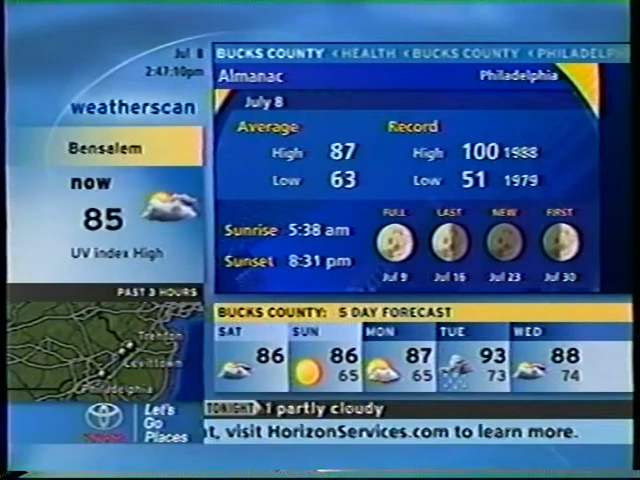 Jul 8
2:47:10pm
weatherscan
Bensalem
now
85
UV index High
PAST 3 HOURS
Trenton
Levittown
Philadelphia
TOYOTA
Let's
Go
Places
BUCKS COUNTY < HEALTH < BUCKS COUNTY < PHILADELPH
Almanac Philadelphia
July 8
Average Record
High 87 High 100 1988
Low 63 Low 51 1979
Sunrise 5:38 am
Sunset 8:31 pm
FULL LAST NEW FIRST
Jul 9 Jul 16 Jul 23 Jul 30
BUCKS COUNTY: 5 DAY FORECAST
SAT SUN MON TUE WED
86 86 87 93 88
65 65 73 74
TONIGHT 1 partly cloudy
t, visit HorizonServices.com to learn more.